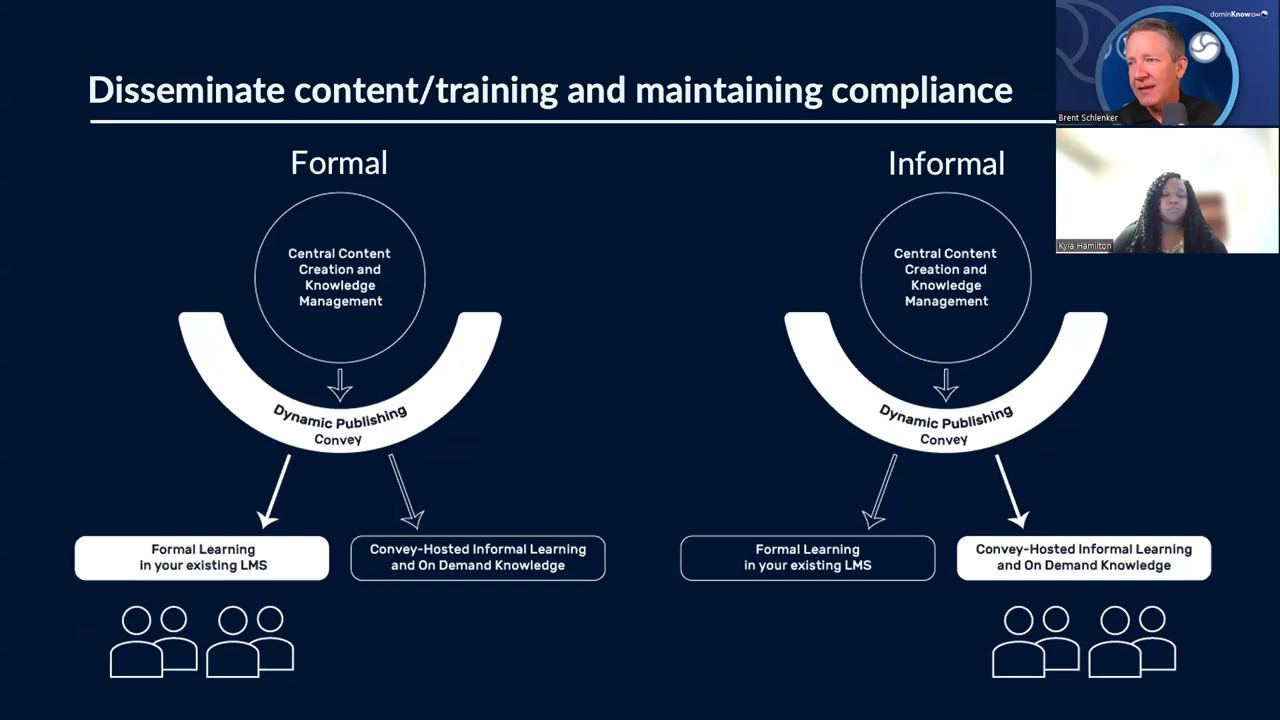 dominKnow
Disseminate content/training and maintaining compliance
Brent Schlenker
Kyia Hamilton
Formal
Central Content
Creation and
Knowledge
Management
Dynamic Publishing
Convey
Formal Learning
in your existing LMS
Convey-Hosted Informal Learning
and On Demand Knowledge
Informal
Central Content
Creation and
Knowledge
Management
Dynamic Publishing
Convey
Formal Learning
in your existing LMS
Convey-Hosted Informal Learning
and On Demand Knowledge